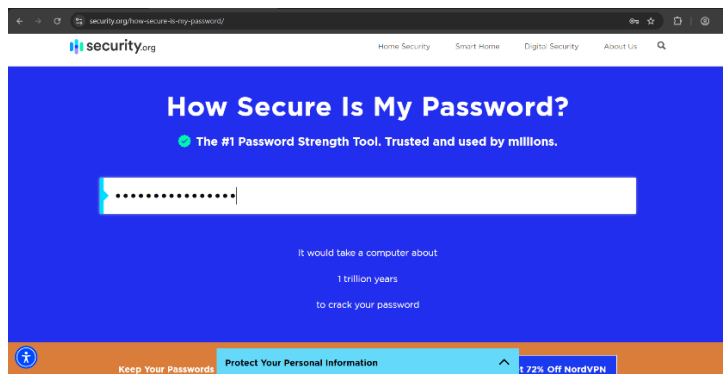 security.org/how-secure-is-my-password/
security.org
Home Security Smart Home Digital Security About Us
How Secure Is My Password?
The #1 Password Strength Tool. Trusted and used by millions.
••••••••••••••••
It would take a computer about
1 trillion years
to crack your password
Keep Your Passwords
Protect Your Personal Information
t 72% Off NordVPN